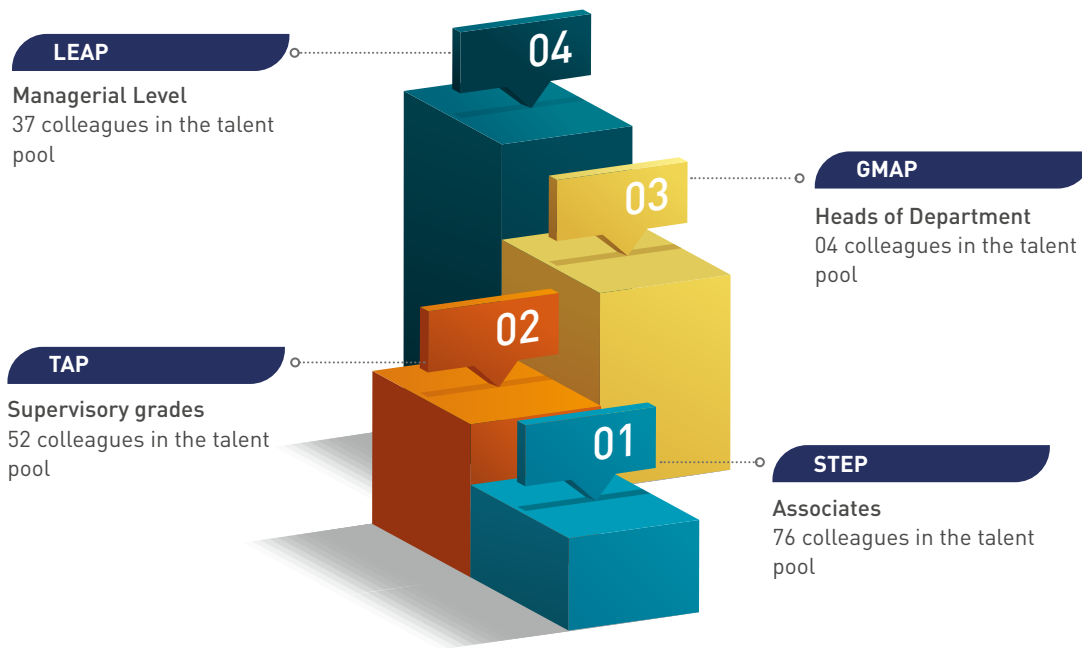 04
LEAP
Managerial Level
37 colleagues in the talent
pool
03
GMAP
Heads of Department
04 colleagues in the talent
pool
02
TAP
Supervisory grades
52 colleagues in the talent
pool
01
STEP
Associates
76 colleagues in the talent
pool